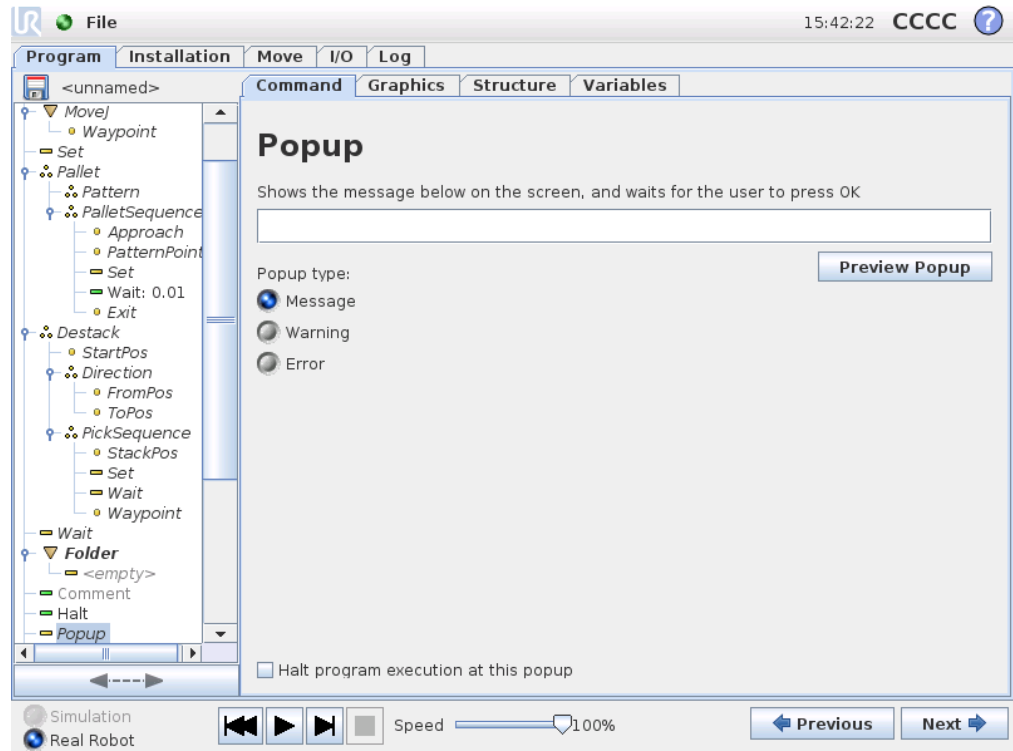 UR File 15:42:22 CCCC ?
Program Installation Move I/O Log
<unnamed>
Command Graphics Structure Variables
MoveJ
Waypoint
Set
Pallet
Pattern
PalletSequence
Approach
PatternPoint
Set
Wait: 0.01
Exit
Destack
StartPos
Direction
FromPos
ToPos
PickSequence
StackPos
Set
Wait
Waypoint
Wait
Folder
<empty>
Comment
Halt
Popup
Popup
Shows the message below on the screen, and waits for the user to press OK
Preview Popup
Popup type:
Message
Warning
Error
Halt program execution at this popup
Simulation
Real Robot
Speed 100%
Previous Next